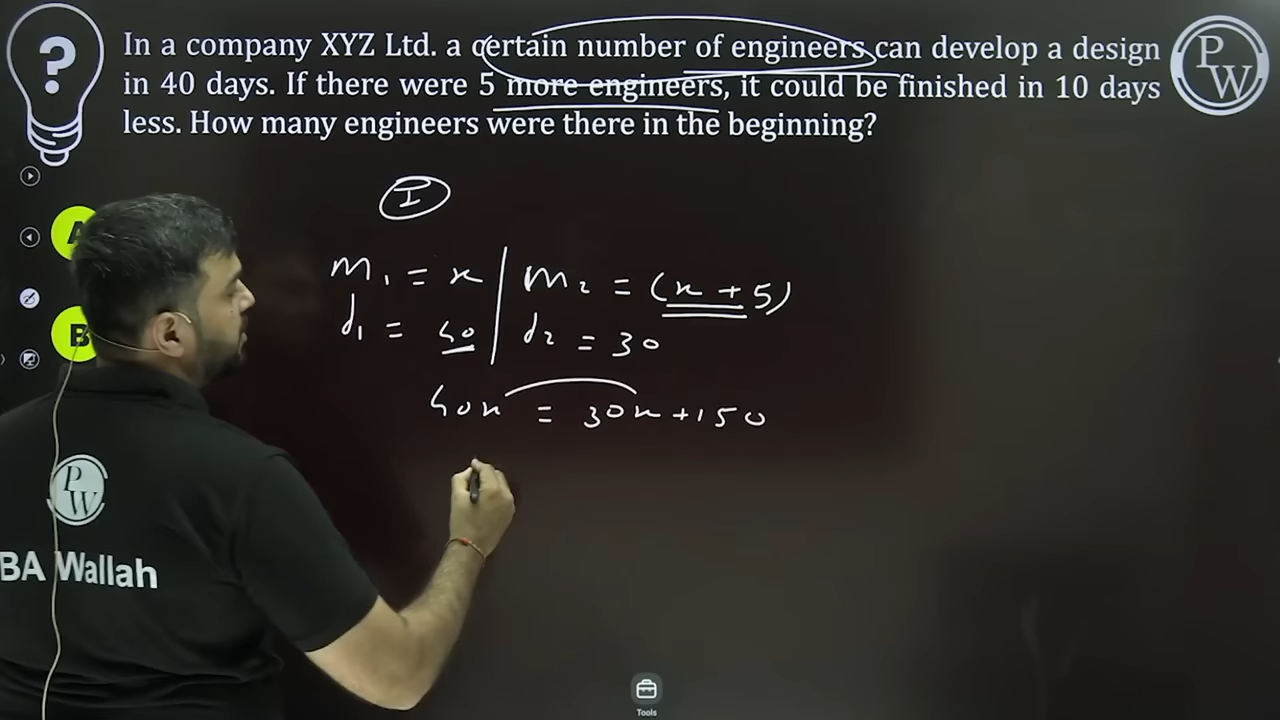 In a company XYZ Ltd. a certain number of engineers can develop a design
in 40 days. If there were 5 more engineers, it could be finished in 10 days
less. How many engineers were there in the beginning?
?
P
W
I
A
m₁ = x | m₂ = (x + 5)
d₁ = 40 | d₂ = 30
B
40x = 30x + 150
P
W
BA Wallah
Tools